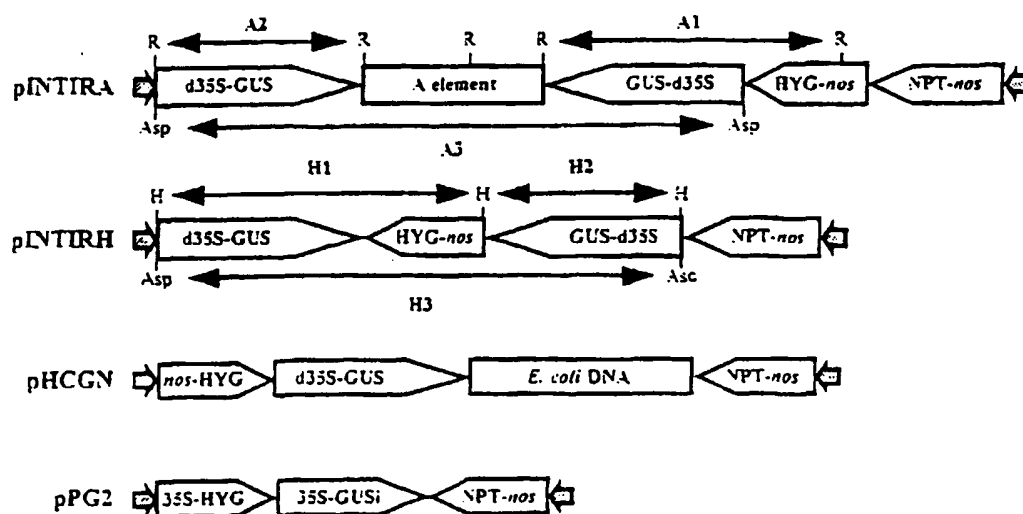 A2 A1
R R R R R
pINTIRA d35S-GUS A element GUS-d35S HYG-nos NPT-nos
Asp Asp
A3
H1 H2
H H H
pINTIRH d35S-GUS HYG-nos GUS-d35S NPT-nos
Asp Asc
H3
pHCGN nos-HYG d35S-GUS E. coli DNA NPT-nos
pPG2 35S-HYG 35S-GUSi NPT-nos